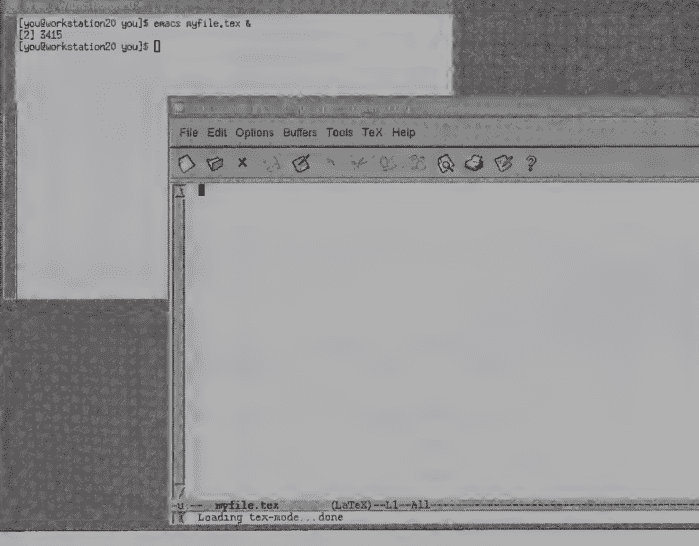 [you@workstation20 you]$ emacs myfile.tex &
[2] 3415
[you@workstation20 you]$
File Edit Options Buffers Tools TeX Help
-u -- myfile.tex (LaTeX)--L1--All
Loading tex-mode...done